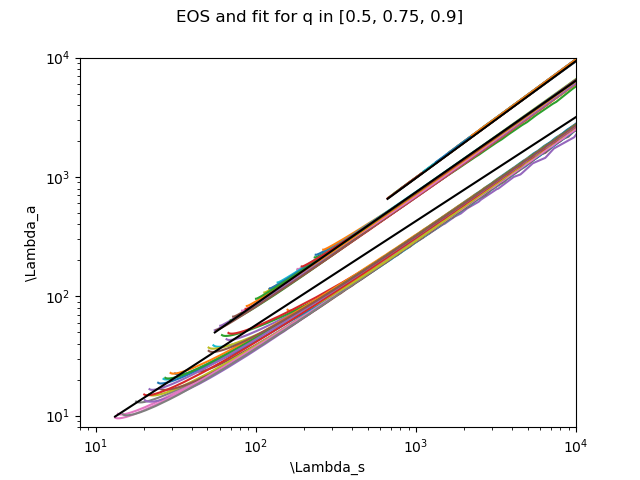 EOS and fit for q in [0.5, 0.75, 0.9]
10^4
10^3
\Lambda_a
10^2
10^1
10^1 10^2 10^3 10^4
\Lambda_s